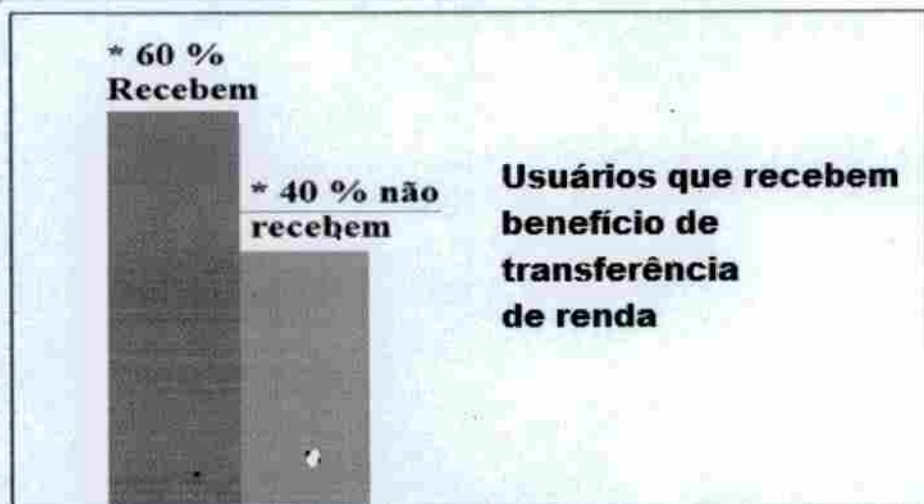 * 60 %
Recebem
* 40 % não
recebem
Usuários que recebem
benefício de
transferência
de renda